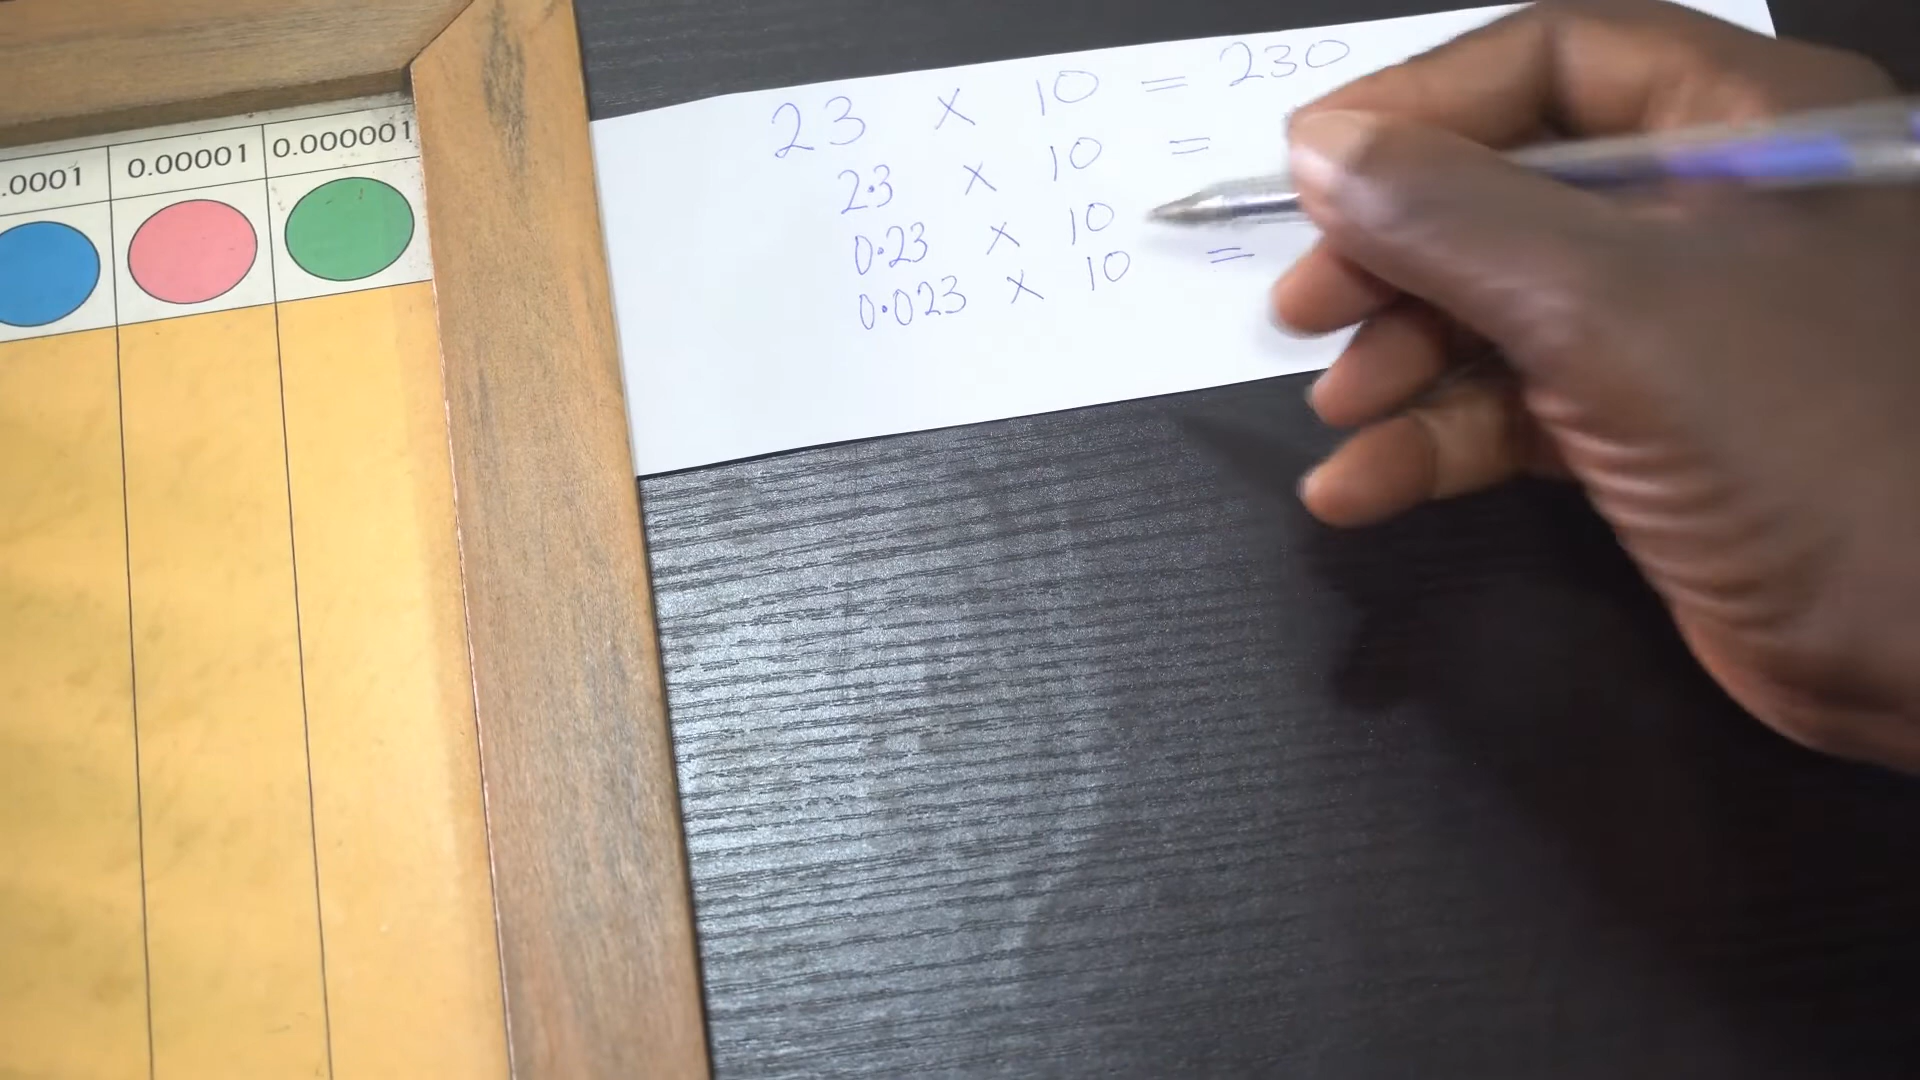 .0001 0.00001 0.000001
23 x 10 = 230
2.3 x 10 =
0.23 x 10
0.023 x 10 =